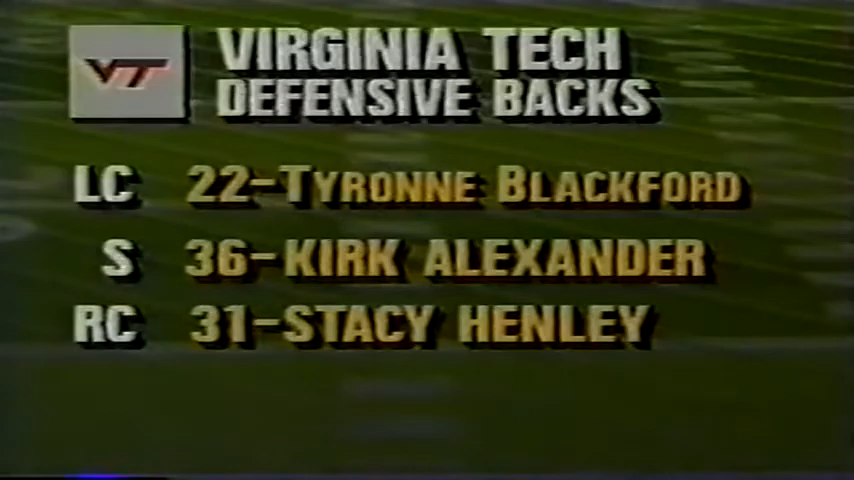 VT
VIRGINIA TECH
DEFENSIVE BACKS
LC 22-TYRONNE BLACKFORD
S 36-KIRK ALEXANDER
RC 31-STACY HENLEY